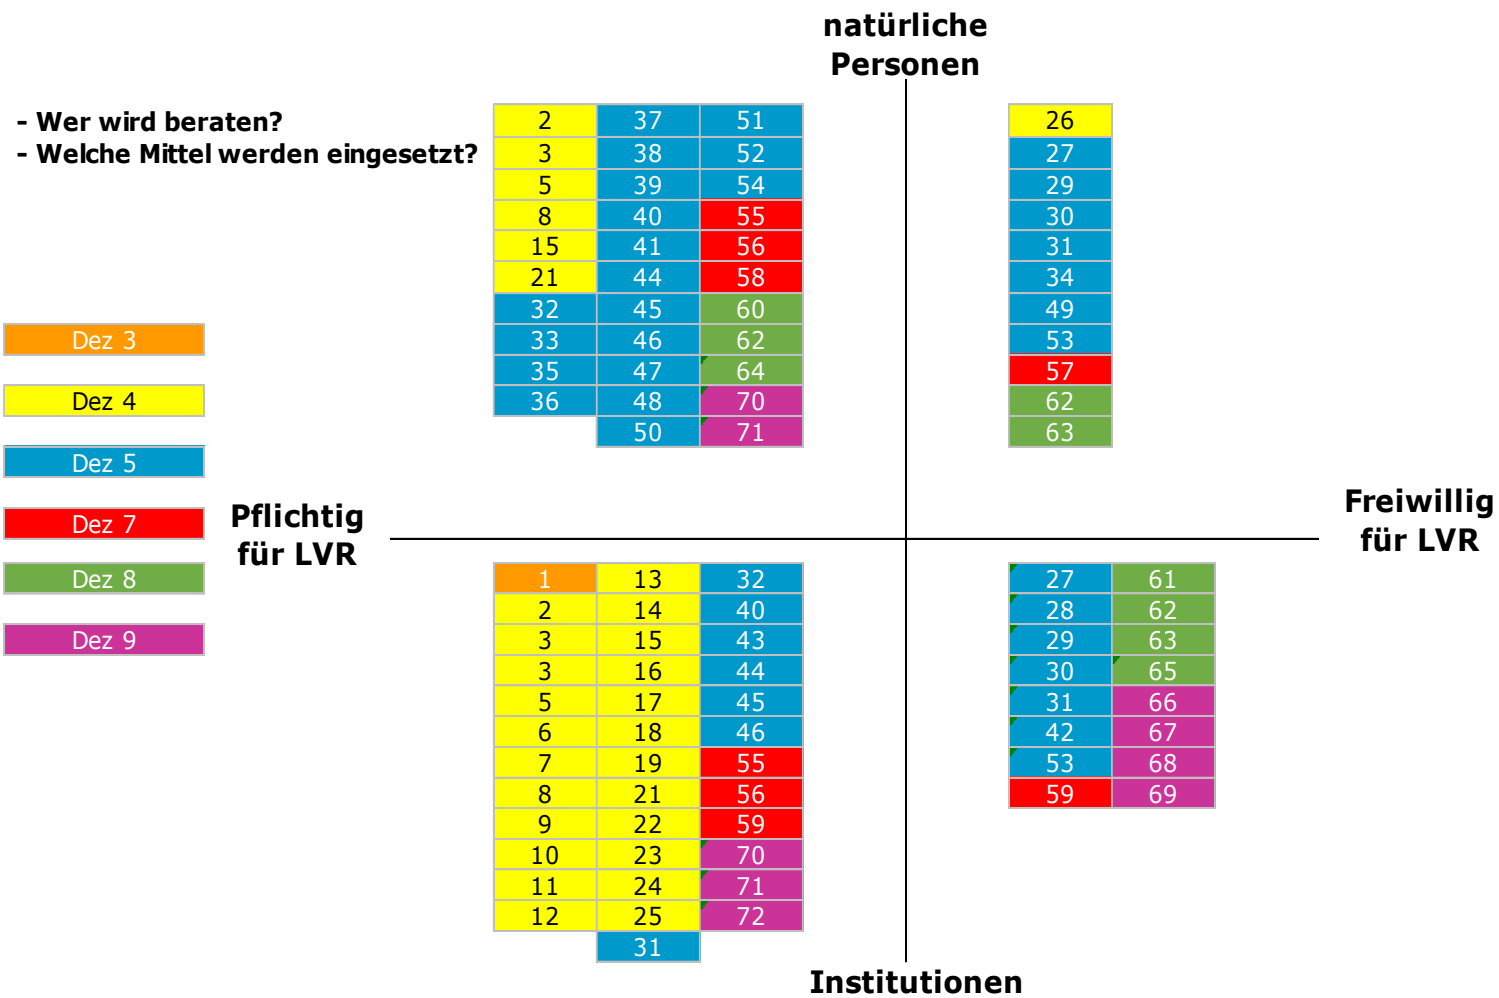 natürliche
Personen
- Wer wird beraten?
- Welche Mittel werden eingesetzt?
2 37 51
3 38 52
5 39 54
8 40 55
15 41 56
21 44 58
32 45 60
33 46 62
35 47 64
36 48 70
50 71
26
27
29
30
31
34
49
53
57
62
63
Dez 3
Dez 4
Dez 5
Dez 7
Dez 8
Dez 9
Pflichtig
für LVR
Freiwillig
für LVR
1 13 32
2 14 40
3 15 43
3 16 44
5 17 45
6 18 46
7 19 55
8 21 56
9 22 59
10 23 70
11 24 71
12 25 72
31
27 61
28 62
29 63
30 65
31 66
42 67
53 68
59 69
Institutionen